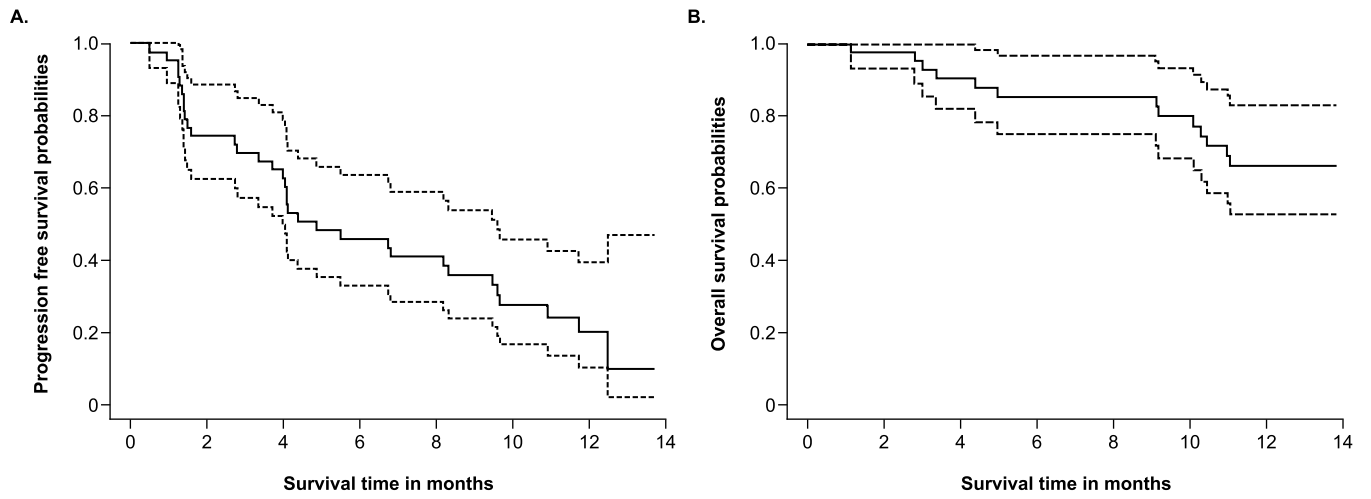 A.
Progression free survival probabilities
1.0
0.8
0.6
0.4
0.2
0
0 2 4 6 8 10 12 14
Survival time in months
B.
Overall survival probabilities
1.0
0.8
0.6
0.4
0.2
0
0 2 4 6 8 10 12 14
Survival time in months